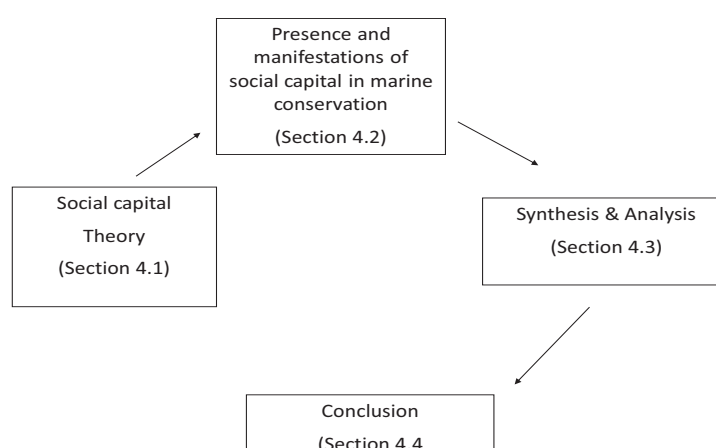 Presence and
manifestations of
social capital in marine
conservation
(Section 4.2)
Social capital
Theory
(Section 4.1)
Synthesis & Analysis
(Section 4.3)
Conclusion
(Section 4.4